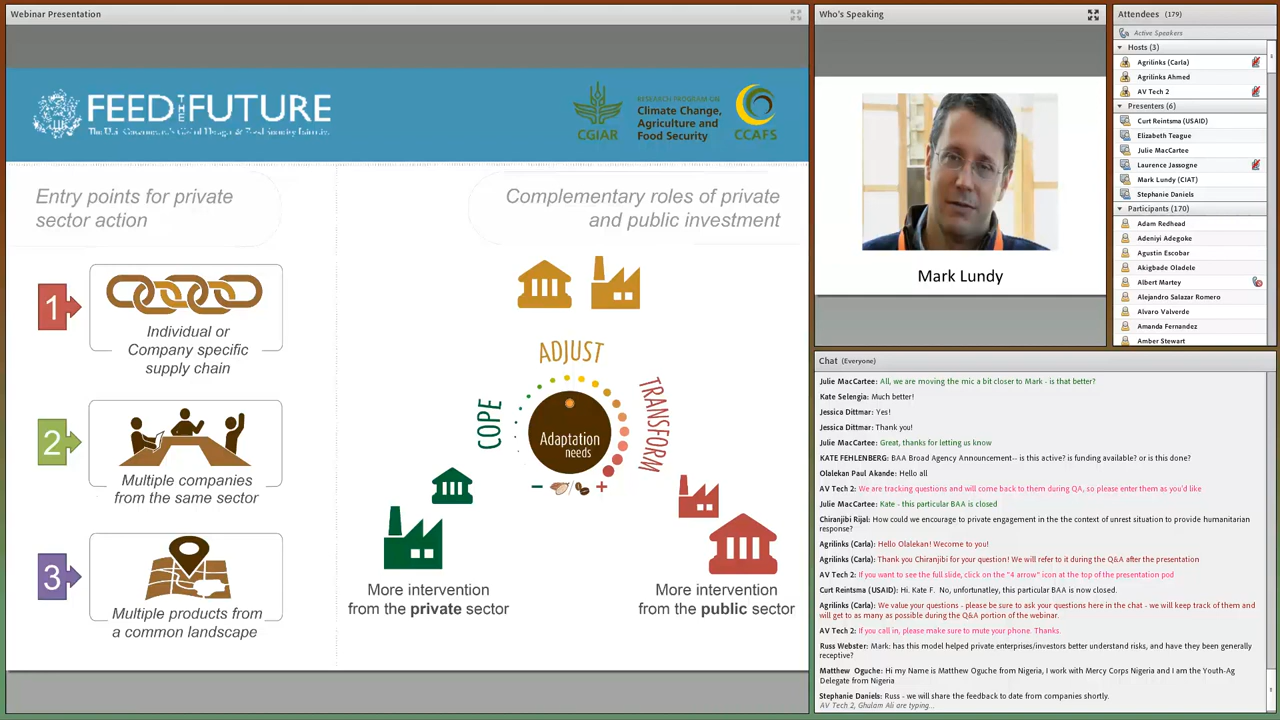 Webinar Presentation
FEED THE FUTURE
The U.S. Government's Global Hunger & Food Security Initiative
CGIAR
RESEARCH PROGRAM ON
Climate Change,
Agriculture and
Food Security
CCAFS
Entry points for private
sector action
1
Individual or
Company specific
supply chain
2
Multiple companies
from the same sector
3
Multiple products from
a common landscape
Complementary roles of private
and public investment
ADJUST
COPE
TRANSFORM
Adaptation
needs
− +
More intervention
from the private sector
More intervention
from the public sector
Who's Speaking
Mark Lundy
Attendees (179)
Active Speakers
Hosts (3)
Agrilinks (Carla)
Agrilinks Ahmed
AV Tech 2
Presenters (6)
Curt Reintsma (USAID)
Elizabeth Teague
Julie MacCartee
Laurence Jassogne
Mark Lundy (CIAT)
Stephanie Daniels
Participants (170)
Adam Redhead
Adeniyi Adegoke
Agustin Escobar
Akigbade Oladele
Albert Martey
Alejandro Salazar Romero
Alvaro Valverde
Amanda Fernandez
Amber Stewart
Chat (Everyone)
Julie MacCartee: All, we are moving the mic a bit closer to Mark - is that better?
Kate Selengia: Much better!
Jessica Dittmar: Yes!
Jessica Dittmar: Thank you!
Julie MacCartee: Great, thanks for letting us know
KATE FEHLENBERG: BAA Broad Agency Announcement-- is this active? is funding available? or is this done?
Olalekan Paul Akande: Hello all
AV Tech 2: We are tracking questions and will come back to them during QA, so please enter them as you'd like
Julie MacCartee: Kate - this particular BAA is closed
Chiranjibi Rijal: How could we encourage to private engagement in the the context of unrest situation to provide humanitarian
response?
Agrilinks (Carla): Hello Olalekan! Wecome to you!
Agrilinks (Carla): Thank you Chiranjibi for your question! We will refer to it during the Q&A after the presentation
AV Tech 2: If you want to see the full slide, click on the "4 arrow" icon at the top of the presentation pod
Curt Reintsma (USAID): Hi. Kate F. No, unfortunatley, this particular BAA is now closed.
Agrilinks (Carla): We value your questions - please be sure to ask your questions here in the chat - we will keep track of them and
will get to as many as possible during the Q&A portion of the webinar.
AV Tech 2: If you call in, please make sure to mute your phone. Thanks.
Russ Webster: Mark: has this model helped private enterprises/investors better understand risks, and have they been generally
receptive?
Matthew Oguche: Hi my Name is Matthew Oguche from Nigeria, I work with Mercy Corps Nigeria and I am the Youth-Ag
Delegate from Nigeria
Stephanie Daniels: Russ - we will share the feedback to date from companies shortly.
AV Tech 2, Ghulam Ali are typing...